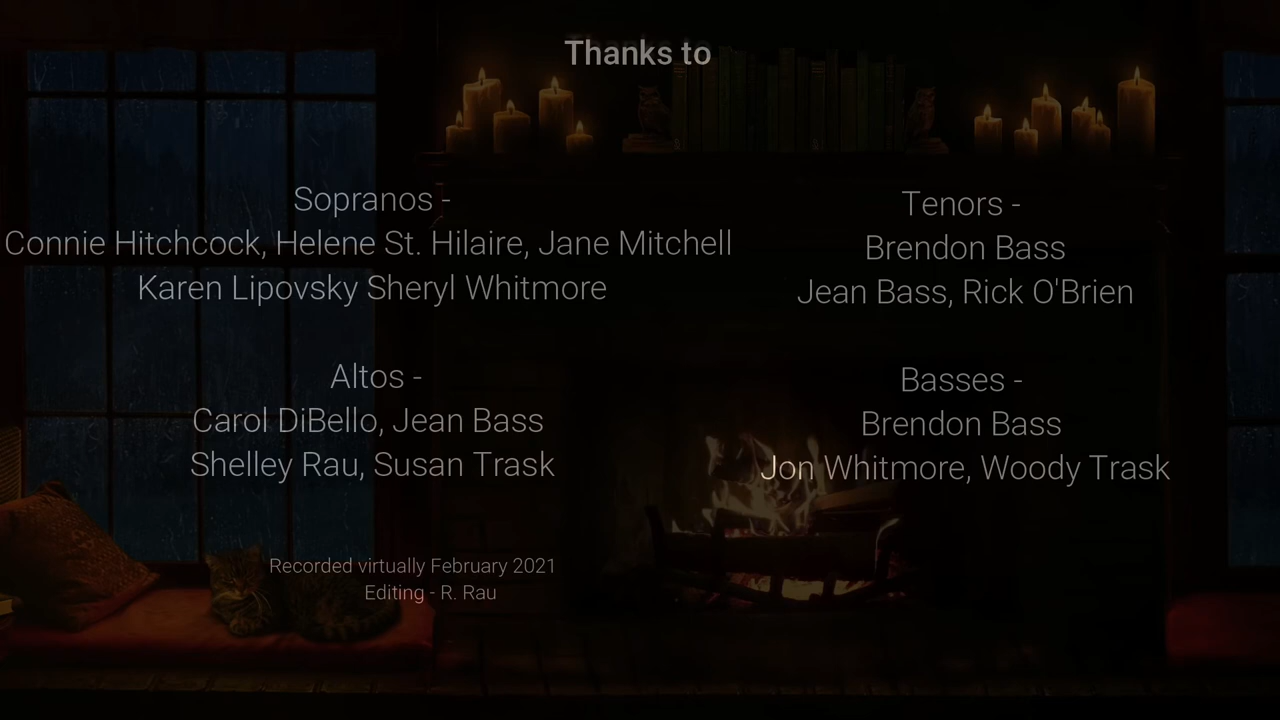 Thanks to
Sopranos -
Connie Hitchcock, Helene St. Hilaire, Jane Mitchell
Karen Lipovsky Sheryl Whitmore
Tenors -
Brendon Bass
Jean Bass, Rick O'Brien
Altos -
Carol DiBello, Jean Bass
Shelley Rau, Susan Trask
Basses -
Brendon Bass
Jon Whitmore, Woody Trask
Recorded virtually February 2021
Editing - R. Rau